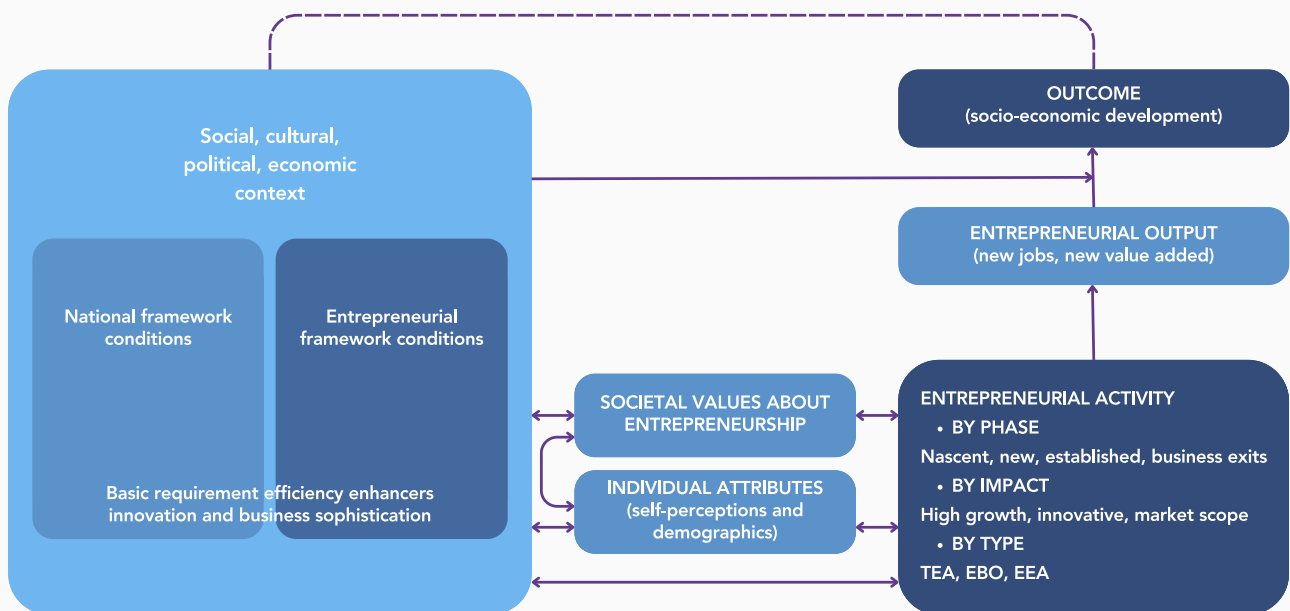 Social, cultural,
political, economic
context
National framework
conditions
Entrepreneurial
framework conditions
Basic requirement efficiency enhancers
innovation and business sophistication
SOCIETAL VALUES ABOUT
ENTREPRENEURSHIP
INDIVIDUAL ATTRIBUTES
(self-perceptions and
demographics)
OUTCOME
(socio-economic development)
ENTREPRENEURIAL OUTPUT
(new jobs, new value added)
ENTREPRENEURIAL ACTIVITY
• BY PHASE
Nascent, new, established, business exits
• BY IMPACT
High growth, innovative, market scope
• BY TYPE
TEA, EBO, EEA